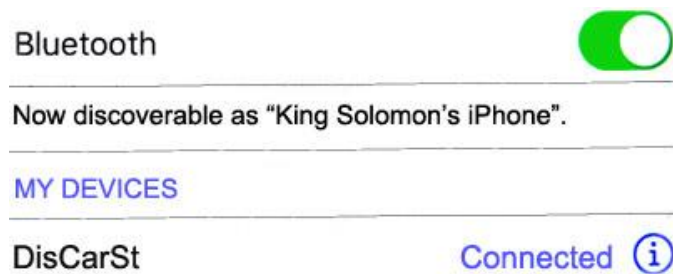 Bluetooth
Now discoverable as “King Solomon’s iPhone”.
MY DEVICES
DisCarSt Connected